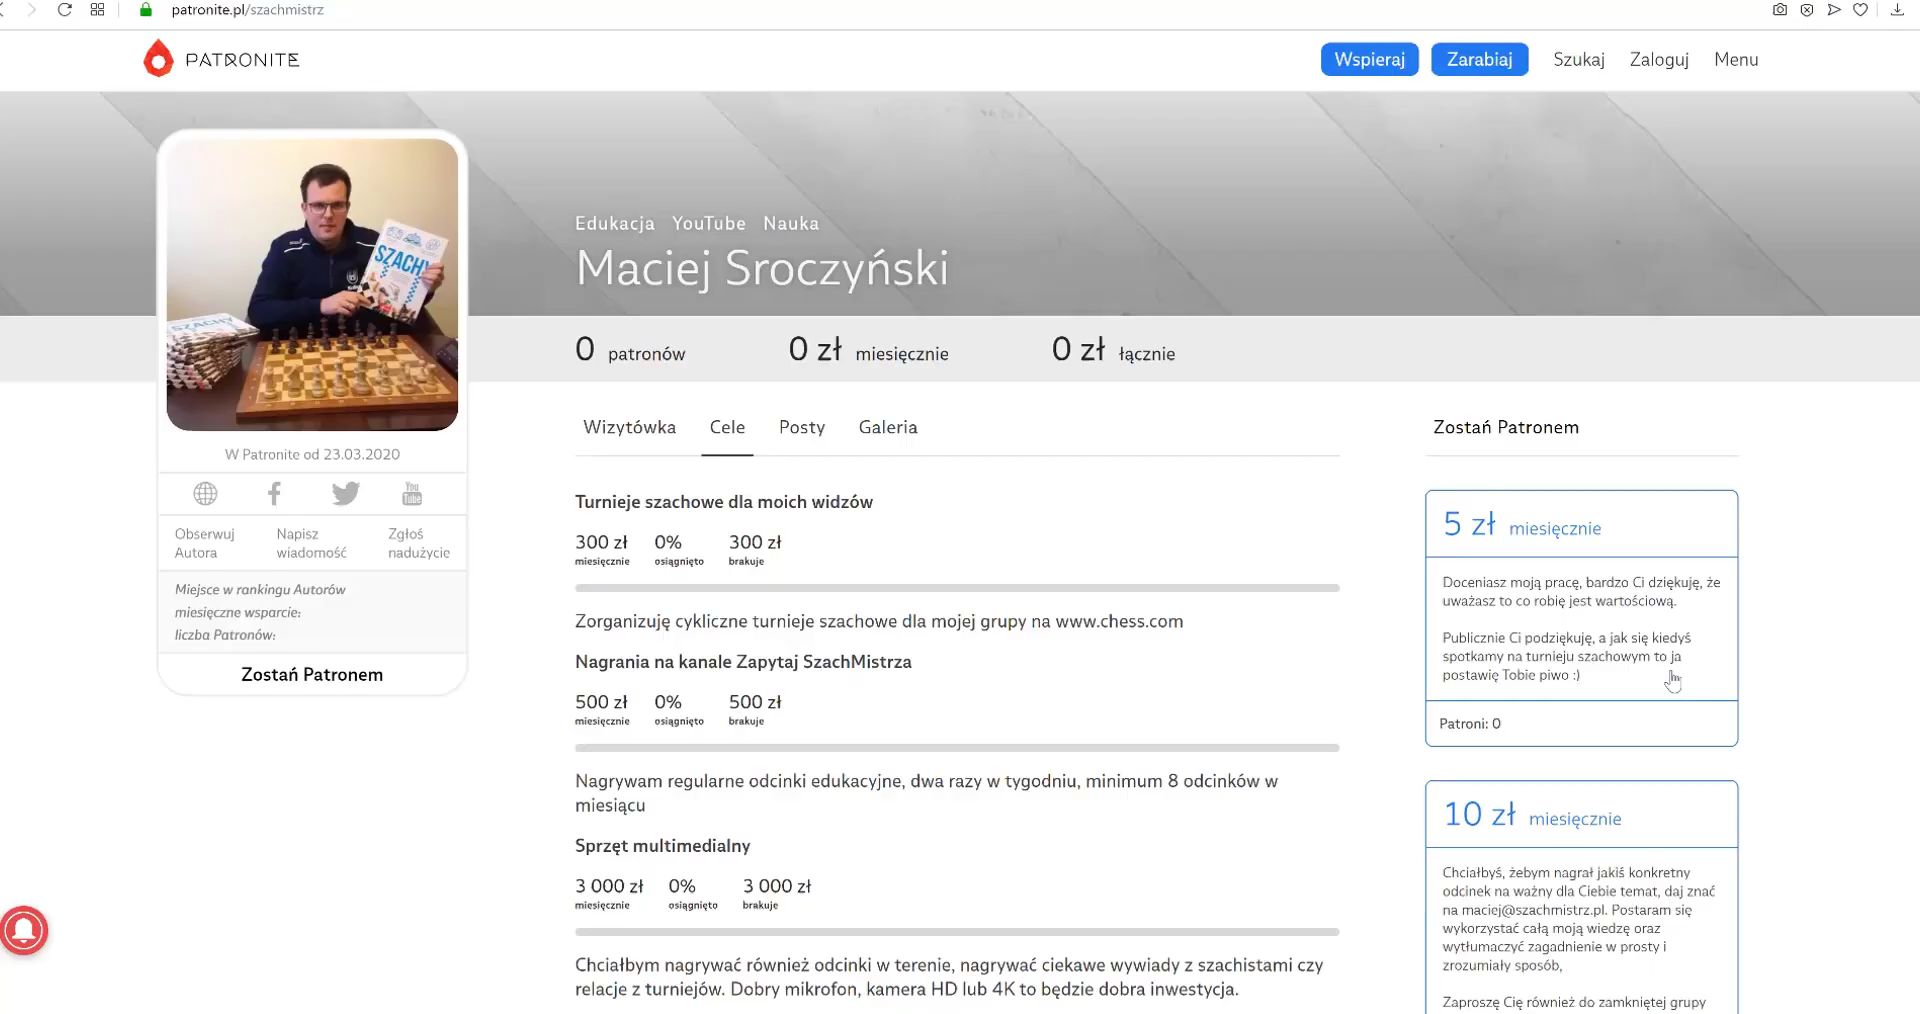 patronite.pl/szachmistrz
PATRONITE
Wspieraj
Zarabiaj
Szukaj
Zaloguj
Menu
SZACHY
SZACHY
Edukacja YouTube Nauka
Maciej Sroczyński
0 patronów
0 zł miesięcznie
0 zł łącznie
W Patronite od 23.03.2020
You
Tube
Obserwuj
Autora
Napisz
wiadomość
Zgłoś
nadużycie
Miejsce w rankingu Autorów
miesięczne wsparcie:
liczba Patronów:
Zostań Patronem
Wizytówka Cele Posty Galeria
Turnieje szachowe dla moich widzów
300 zł 0% 300 zł
miesięcznie osiągnięto brakuje
Zorganizuję cykliczne turnieje szachowe dla mojej grupy na www.chess.com
Nagrania na kanale Zapytaj SzachMistrza
500 zł 0% 500 zł
miesięcznie osiągnięto brakuje
Nagrywam regularne odcinki edukacyjne, dwa razy w tygodniu, minimum 8 odcinków w
miesiącu
Sprzęt multimedialny
3 000 zł 0% 3 000 zł
miesięcznie osiągnięto brakuje
Chciałbym nagrywać również odcinki w terenie, nagrywać ciekawe wywiady z szachistami czy
relacje z turniejów. Dobry mikrofon, kamera HD lub 4K to będzie dobra inwestycja.
Zostań Patronem
5 zł miesięcznie
Doceniasz moją pracę, bardzo Ci dziękuję, że
uważasz to co robię jest wartościową.
Publicznie Ci podziękuję, a jak się kiedyś
spotkamy na turnieju szachowym to ja
postawię Tobie piwo :)
Patroni: 0
10 zł miesięcznie
Chciałbyś, żebym nagrał jakiś konkretny
odcinek na ważny dla Ciebie temat, daj znać
na maciej@szachmistrz.pl. Postaram się
wykorzystać całą moją wiedzę oraz
wytłumaczyć zagadnienie w prosty i
zrozumiały sposób,
Zaproszę Cię również do zamkniętej grupy